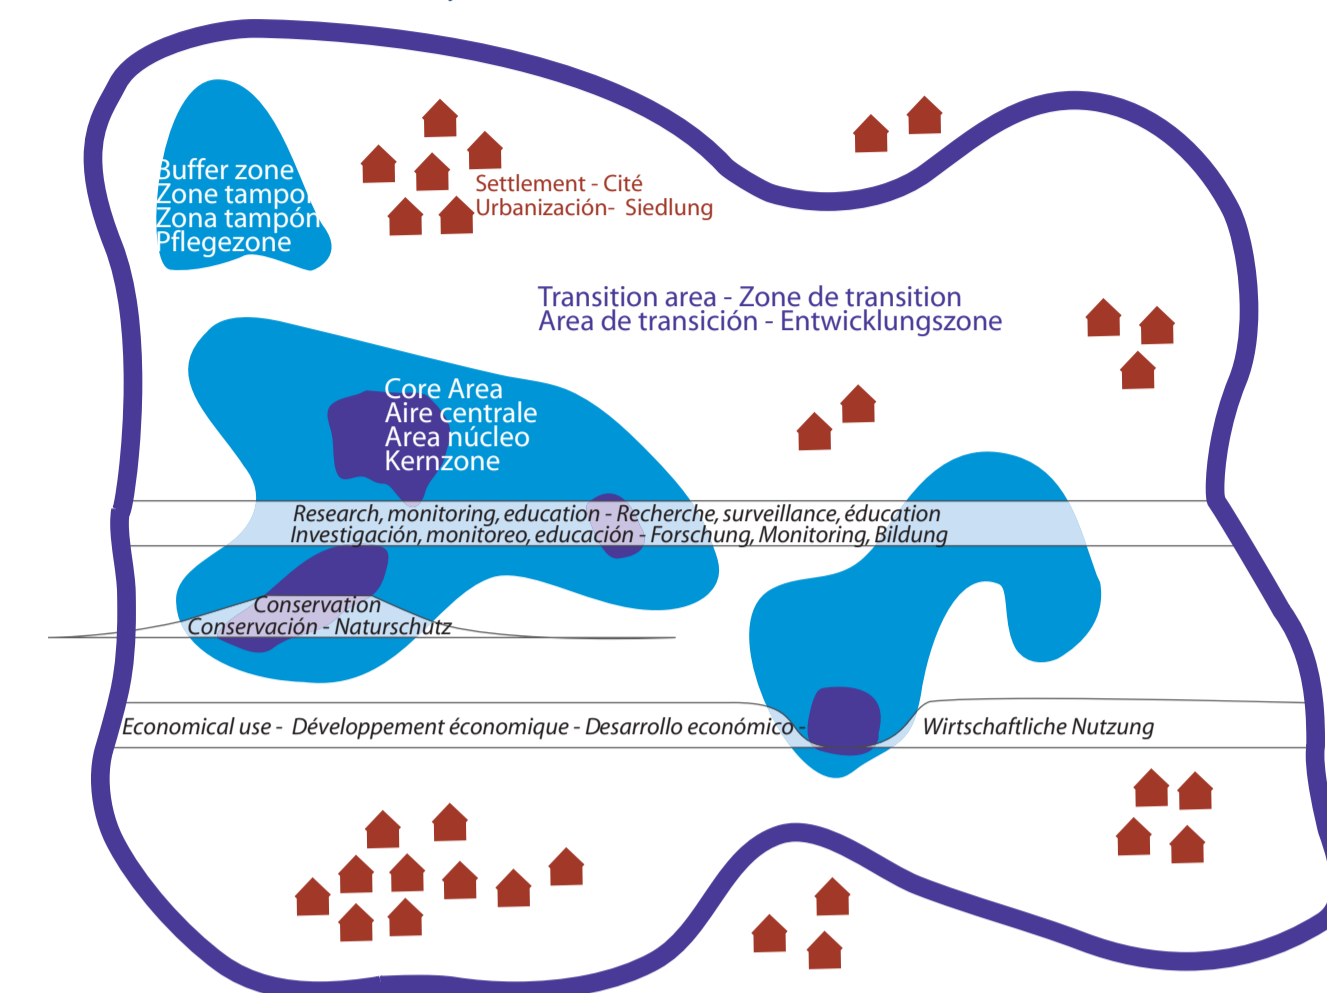 Buffer zone
Zone tampon
Zona tampón
Pflegezone
Settlement - Cité
Urbanización- Siedlung
Transition area - Zone de transition
Area de transición - Entwicklungszone
Core Area
Aire centrale
Area núcleo
Kernzone
Research, monitoring, education - Recherche, surveillance, éducation
Investigación, monitoreo, educación - Forschung, Monitoring, Bildung
Conservation
Conservación - Naturschutz
Economical use - Développement économique - Desarrollo económico - Wirtschaftliche Nutzung